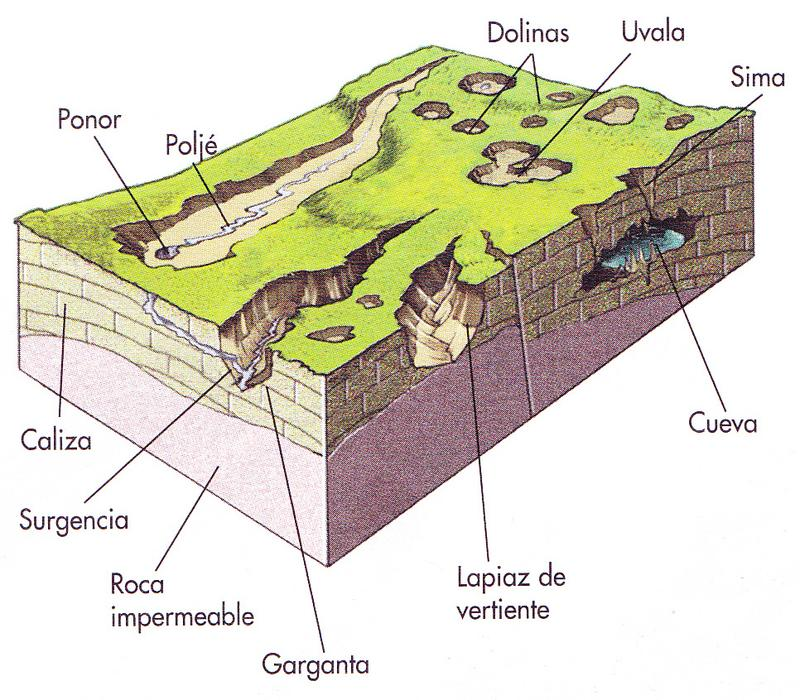 Dolinas
Uvala
Sima
Ponor
Poljé
Caliza
Cueva
Surgencia
Roca
impermeable
Lapiaz de
vertiente
Garganta